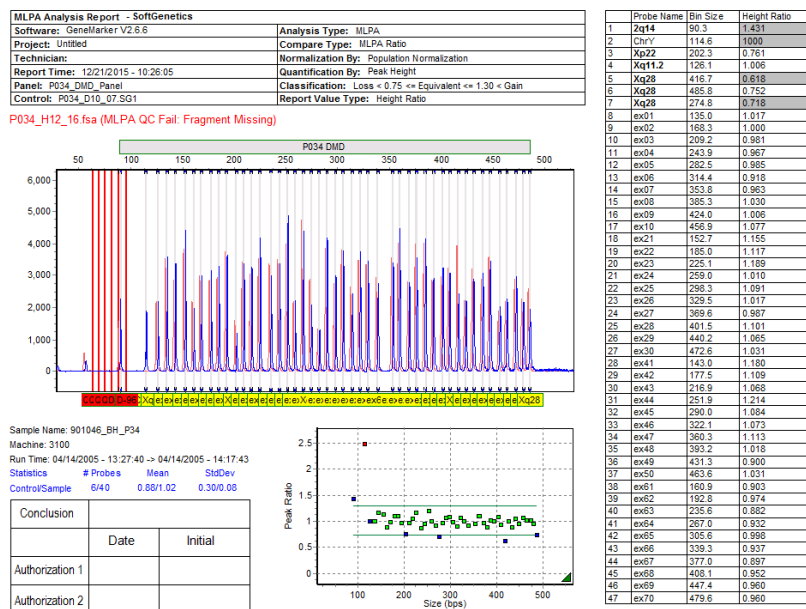 MLPA Analysis Report - SoftGenetics
Software: GeneMarker V2.6.6 Analysis Type: MLPA
Project: Untitled Compare Type: MLPA Ratio
Technician: Normalization By: Population Normalization
Report Time: 12/21/2015 - 10:26:05 Quantification By: Peak Height
Panel: P034_DMD_Panel Classification: Loss < 0.75 <= Equivalent <= 1.30 < Gain
Control: P034_D10_07.SG1 Report Value Type: Height Ratio
P034_H12_16.fsa (MLPA QC Fail: Fragment Missing)
P034 DMD
50 100 150 200 250 300 350 400 450 500
6,000
5,000
4,000
3,000
2,000
1,000
0
Xq28
Sample Name: 901046_BH_P34
Machine: 3100
Run Time: 04/14/2005 - 13:27:40 -> 04/14/2005 - 14:17:43
Statistics # Probes Mean StdDev
Control/Sample 6/40 0.88/1.02 0.30/0.08
Conclusion
Date Initial
Authorization 1
Authorization 2
Peak Ratio
2.5
2
1.5
1
0.5
0
100 200 300 400 500
Size (bps)
Probe Name Bin Size Height Ratio
1 2q14 90.3 1.431
2 ChrY 114.6 1000
3 Xp22 202.3 0.761
4 Xq11.2 126.1 1.006
5 Xq28 416.7 0.618
6 Xq28 485.8 0.752
7 Xq28 274.8 0.718
8 ex01 135.0 1.017
9 ex02 168.3 1.000
10 ex03 209.2 0.981
11 ex04 243.9 0.967
12 ex05 282.5 0.985
13 ex06 314.4 0.918
14 ex07 353.8 0.963
15 ex08 385.3 1.030
16 ex09 424.0 1.006
17 ex10 456.9 1.077
18 ex21 152.7 1.155
19 ex22 185.0 1.117
20 ex23 225.1 1.189
21 ex24 259.0 1.010
22 ex25 298.3 1.091
23 ex26 329.5 1.017
24 ex27 369.6 0.987
25 ex28 401.5 1.101
26 ex29 440.2 1.065
27 ex30 472.6 1.031
28 ex41 143.0 1.180
29 ex42 177.5 1.109
30 ex43 216.9 1.068
31 ex44 251.9 1.214
32 ex45 290.0 1.084
33 ex46 322.1 1.073
34 ex47 360.3 1.113
35 ex48 393.2 1.018
36 ex49 431.3 0.900
37 ex50 463.6 1.031
38 ex61 160.9 0.903
39 ex62 192.8 0.974
40 ex63 235.6 0.882
41 ex64 267.0 0.932
42 ex65 305.6 0.998
43 ex66 339.3 0.937
44 ex67 377.0 0.897
45 ex68 408.1 0.952
46 ex69 447.4 0.960
47 ex70 479.6 0.960